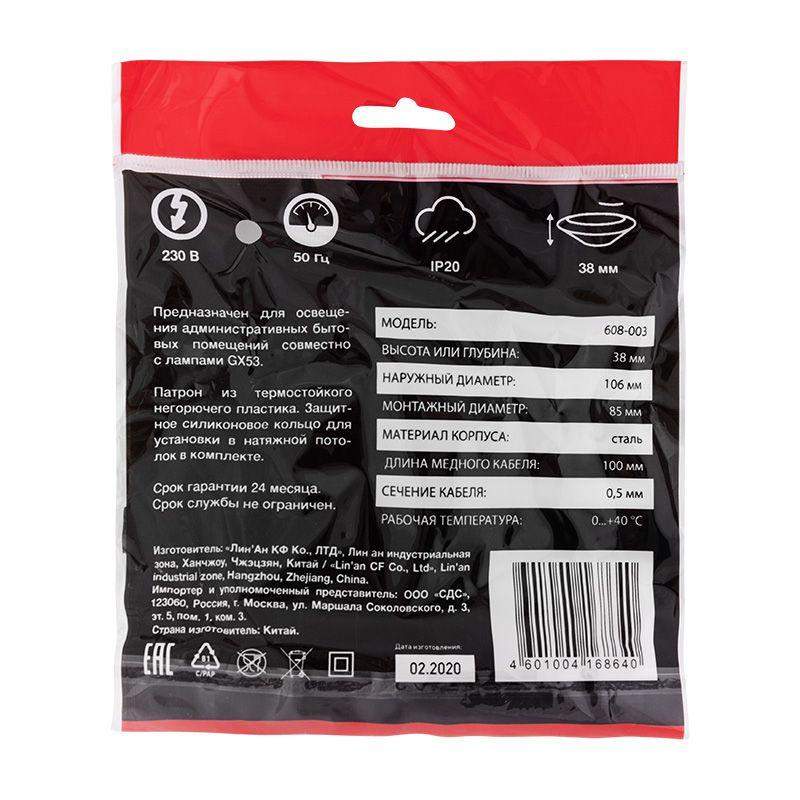 230 В
50 Гц
IP20
38 мм
Предназначен для освеще-
ния административных быто-
вых помещений совместно
с лампами GX53.
Патрон из термостойкого
негорючего пластика. Защит-
ное силиконовое кольцо для
установки в натяжной пото-
лок в комплекте.
Срок гарантии 24 месяца.
Срок службы не ограничен.
МОДЕЛЬ: 608-003
ВЫСОТА ИЛИ ГЛУБИНА: 38 мм
НАРУЖНЫЙ ДИАМЕТР: 106 мм
МОНТАЖНЫЙ ДИАМЕТР: 85 мм
МАТЕРИАЛ КОРПУСА: сталь
ДЛИНА МЕДНОГО КАБЕЛЯ: 100 мм
СЕЧЕНИЕ КАБЕЛЯ: 0,5 мм
РАБОЧАЯ ТЕМПЕРАТУРА: 0...+40 °C
Изготовитель: «Лин'Ан КФ Ко., ЛТД», Лин ан индустриальная
зона, Ханчжоу, Чжэцзян, Китай / «Lin'an CF Co., Ltd», Lin'an
industrial zone, Hangzhou, Zhejiang, China.
Импортер и уполномоченный представитель: ООО «СДС»,
123060, Россия, г. Москва, ул. Маршала Соколовского, д. 3,
эт. 5, пом. 1, ком. 3.
Страна изготовитель: Китай.
EAC
81
C/PAP
Дата изготовления:
02.2020
4 601004 168640